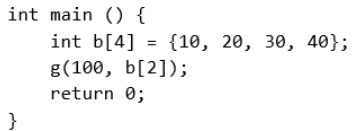 int main () {
    int b[4] = {10, 20, 30, 40};
    g(100, b[2]);
    return 0;
}